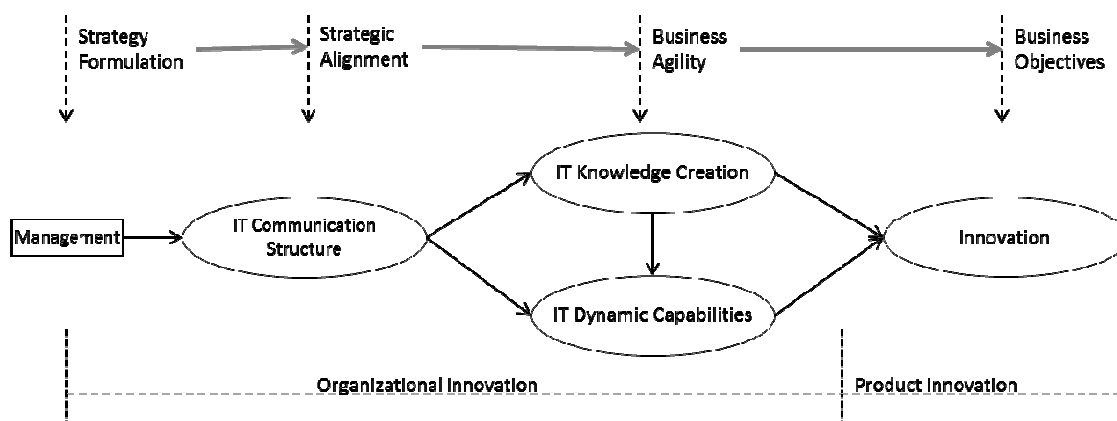 Strategy
Formulation
Strategic
Alignment
Business
Agility
Business
Objectives
IT Knowledge Creation
Management
IT Communication
Structure
Innovation
IT Dynamic Capabilities
Organizational Innovation
Product Innovation